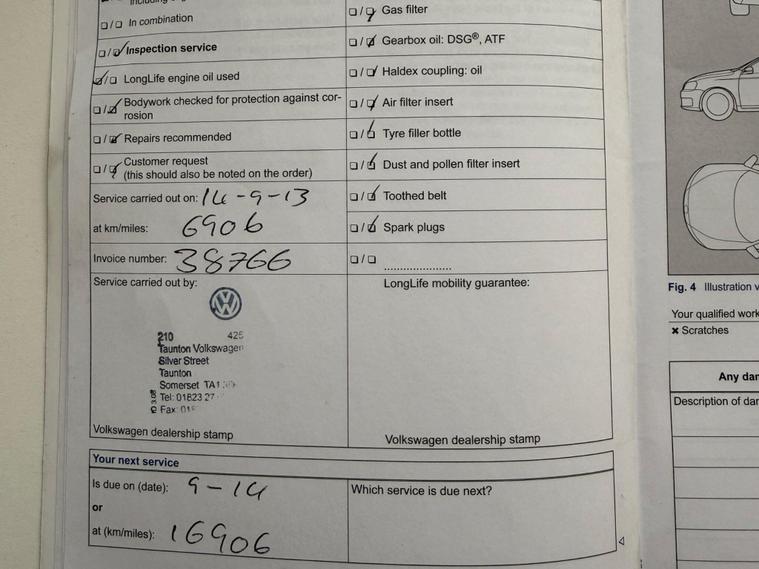 □/□ In combination
□/☑ Inspection service
☑/□ LongLife engine oil used
□/☑ Bodywork checked for protection against cor-
rosion
□/☑ Repairs recommended
□/☑ Customer request
(this should also be noted on the order)
Service carried out on: 14-9-13
at km/miles: 6906
Invoice number: 38766
Service carried out by:
210 425
Taunton Volkswagen
Silver Street
Taunton
Somerset TA1
Tel: 01823 27
Fax: 01
Volkswagen dealership stamp
□/☑ Gas filter
□/☑ Gearbox oil: DSG®, ATF
□/☑ Haldex coupling: oil
□/☑ Air filter insert
□/☑ Tyre filler bottle
□/☑ Dust and pollen filter insert
□/☑ Toothed belt
□/☑ Spark plugs
□/□ ......................
LongLife mobility guarantee:
Volkswagen dealership stamp
Your next service
Is due on (date): 9-14
or
at (km/miles): 16906
Which service is due next?
Fig. 4 Illustration
Your qualified
× Scratches
Any
Description of